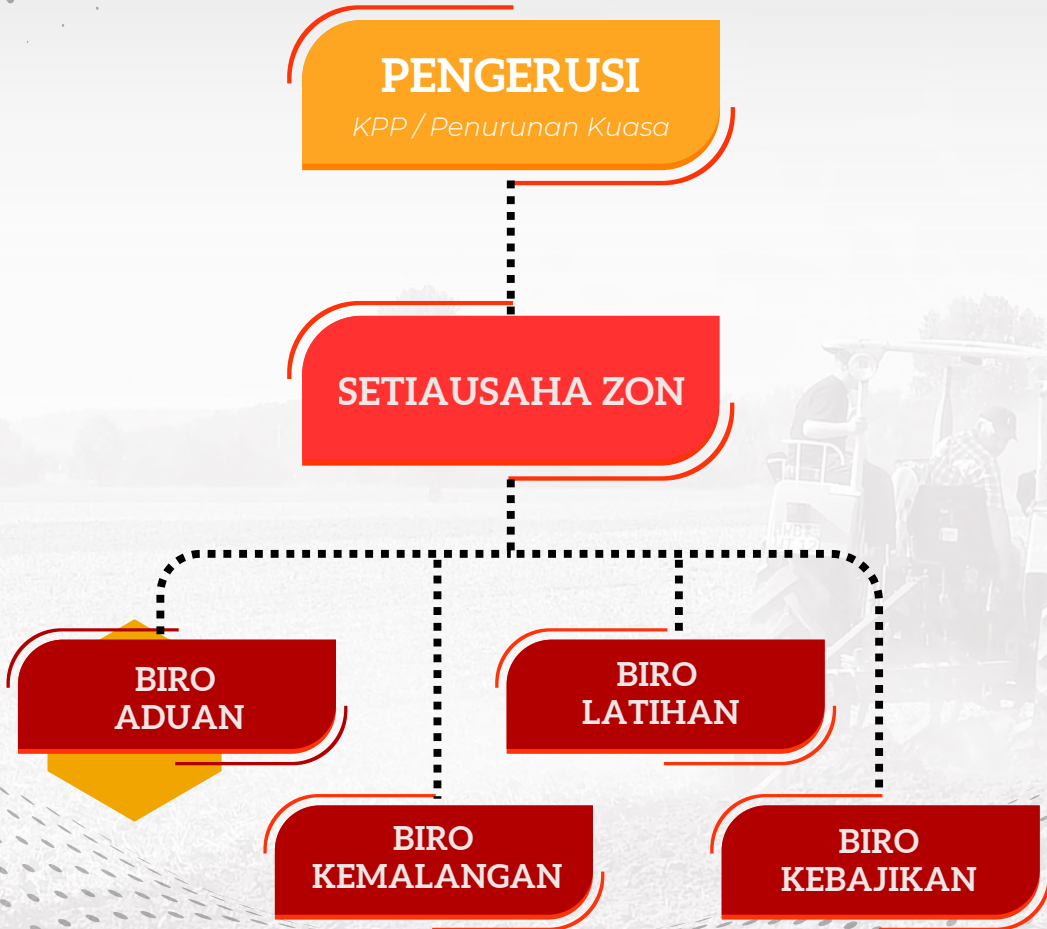 PENGERUSI
KPP / Penurunan Kuasa
SETIAUSAHA ZON
BIRO
ADUAN
BIRO
LATIHAN
BIRO
KEMALANGAN
BIRO
KEBAJIKAN